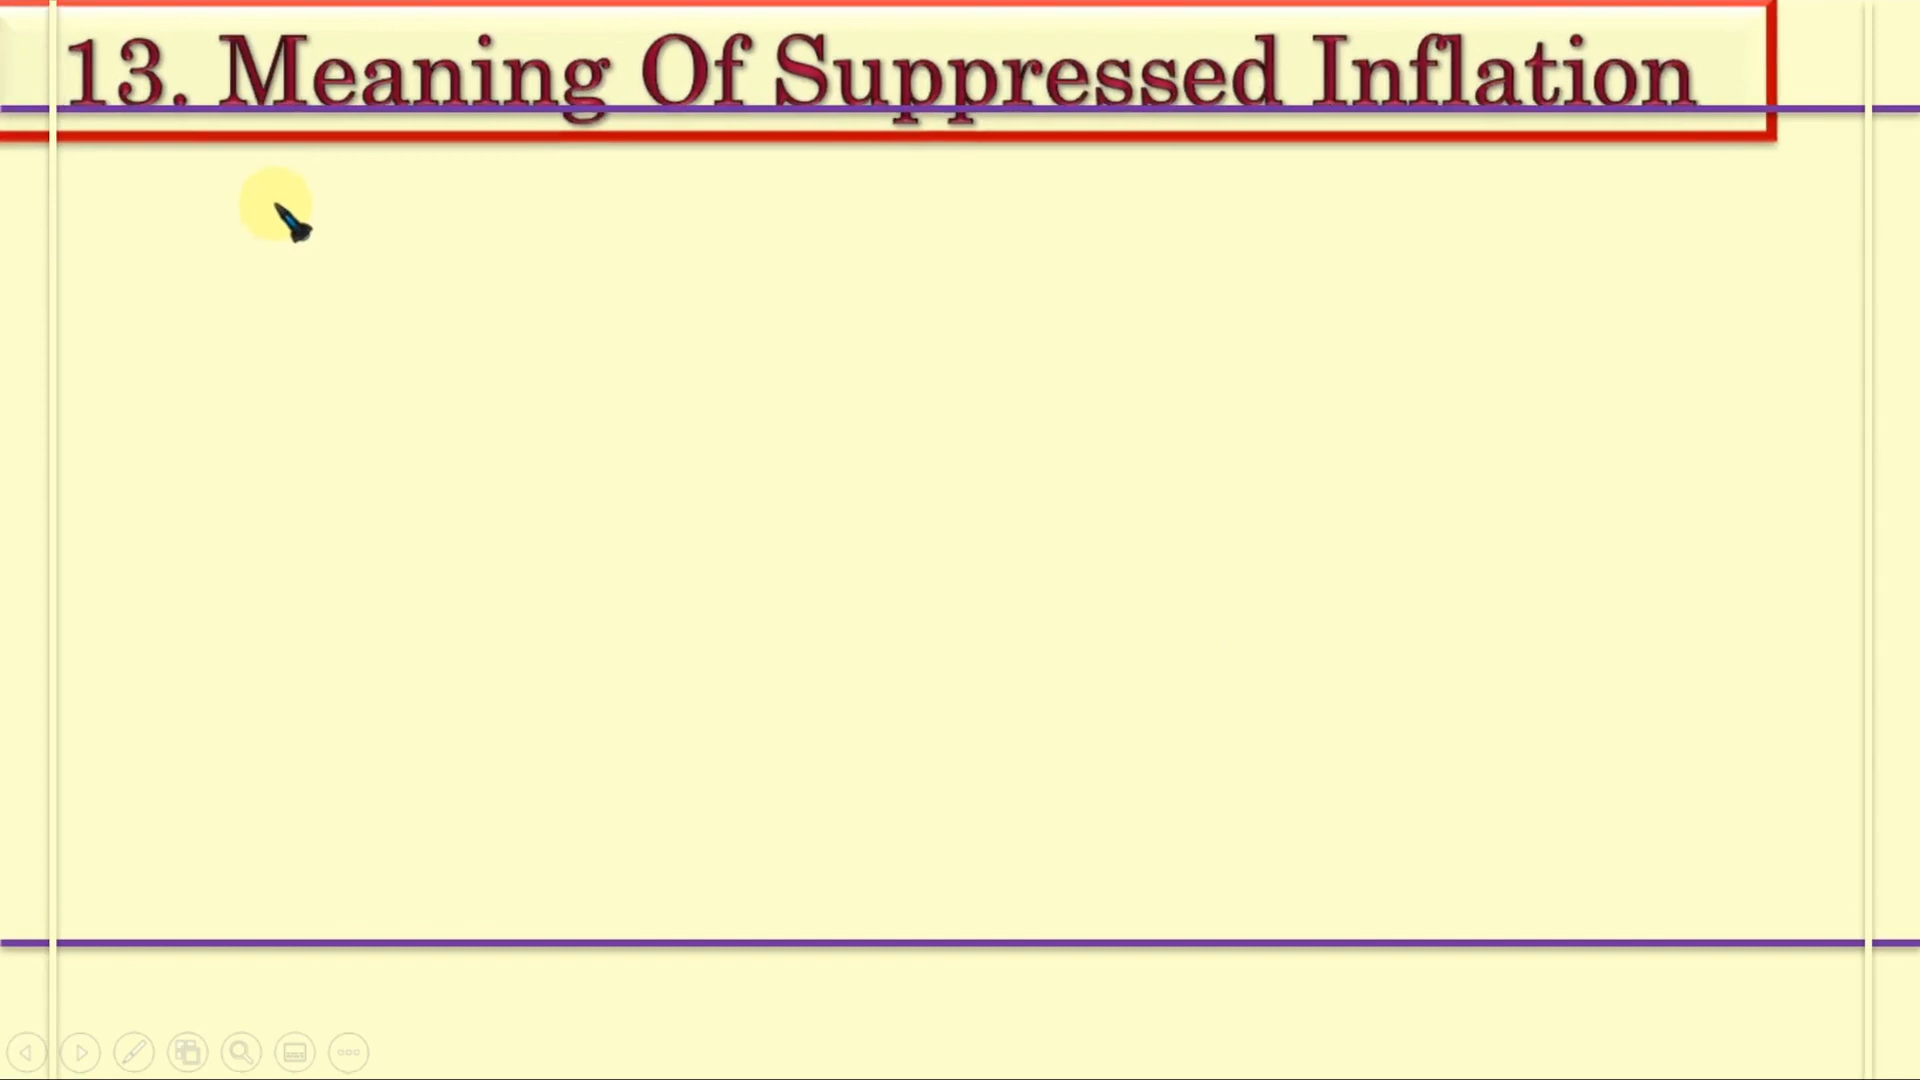 13. Meaning Of Suppressed Inflation